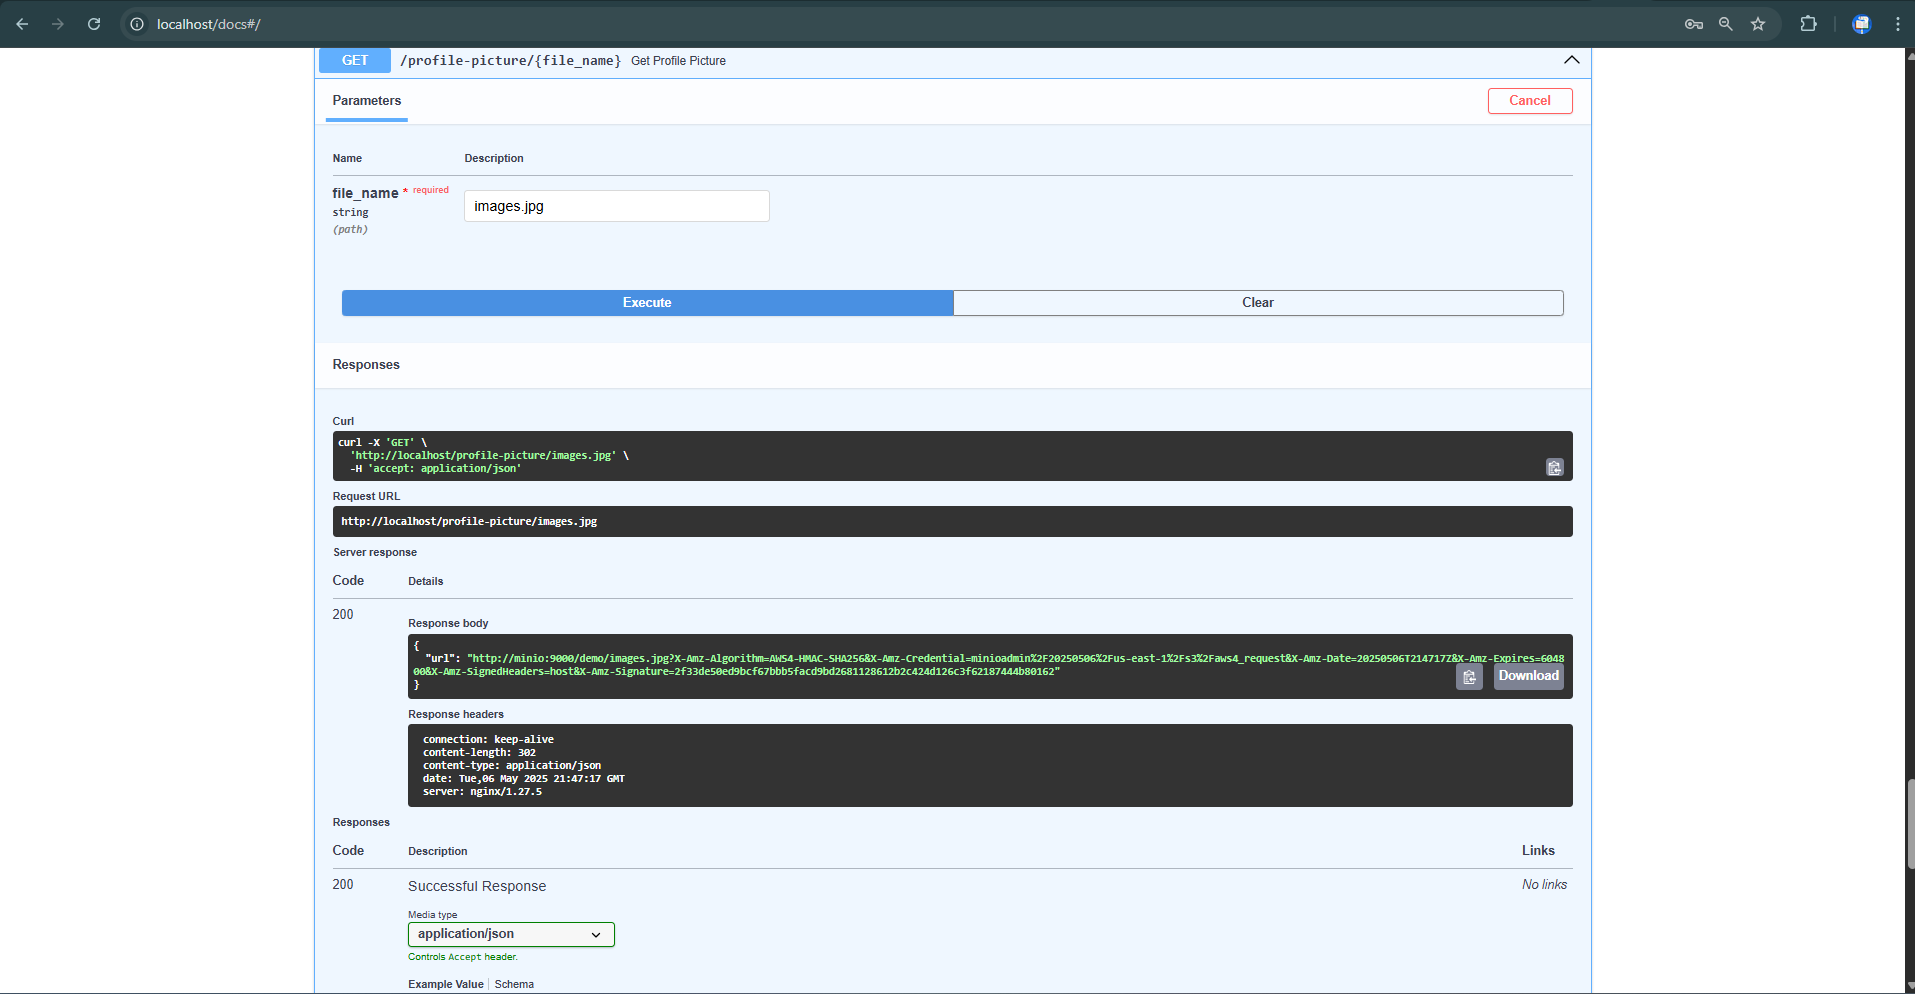 localhost/docs#/
GET /profile-picture/{file_name} Get Profile Picture
Parameters
Cancel
Name Description
file_name * required
string
(path)
images.jpg
Execute Clear
Responses
Curl
curl -X 'GET' \
'http://localhost/profile-picture/images.jpg' \
-H 'accept: application/json'
Request URL
http://localhost/profile-picture/images.jpg
Server response
Code Details
200
Response body
{
"url": "http://minio:9000/demo/images.jpg?X-Amz-Algorithm=AWS4-HMAC-SHA256&X-Amz-Credential=minioadmin%2F20250506%2Fus-east-1%2Fs3%2Faws4_request&X-Amz-Date=20250506T214717Z&X-Amz-Expires=6048
00&X-Amz-SignedHeaders=host&X-Amz-Signature=2f33de50ed9bcf67bbb5facd9bd2681128612b2c424d126c3f62187444b80162"
}
Download
Response headers
connection: keep-alive
content-length: 302
content-type: application/json
date: Tue,06 May 2025 21:47:17 GMT
server: nginx/1.27.5
Responses
Code Description Links
200 Successful Response No links
Media type
application/json
Controls Accept header.
Example Value Schema